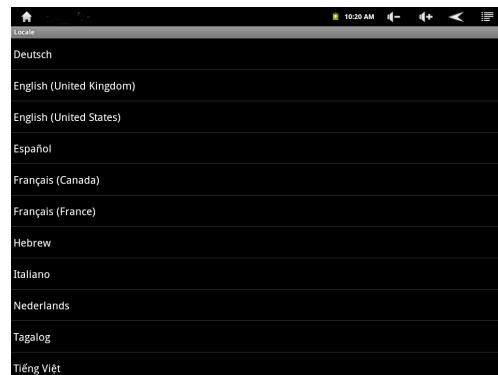 10:20 AM
Locale
Deutsch
English (United Kingdom)
English (United States)
Español
Français (Canada)
Français (France)
Hebrew
Italiano
Nederlands
Tagalog
Tiếng Việt